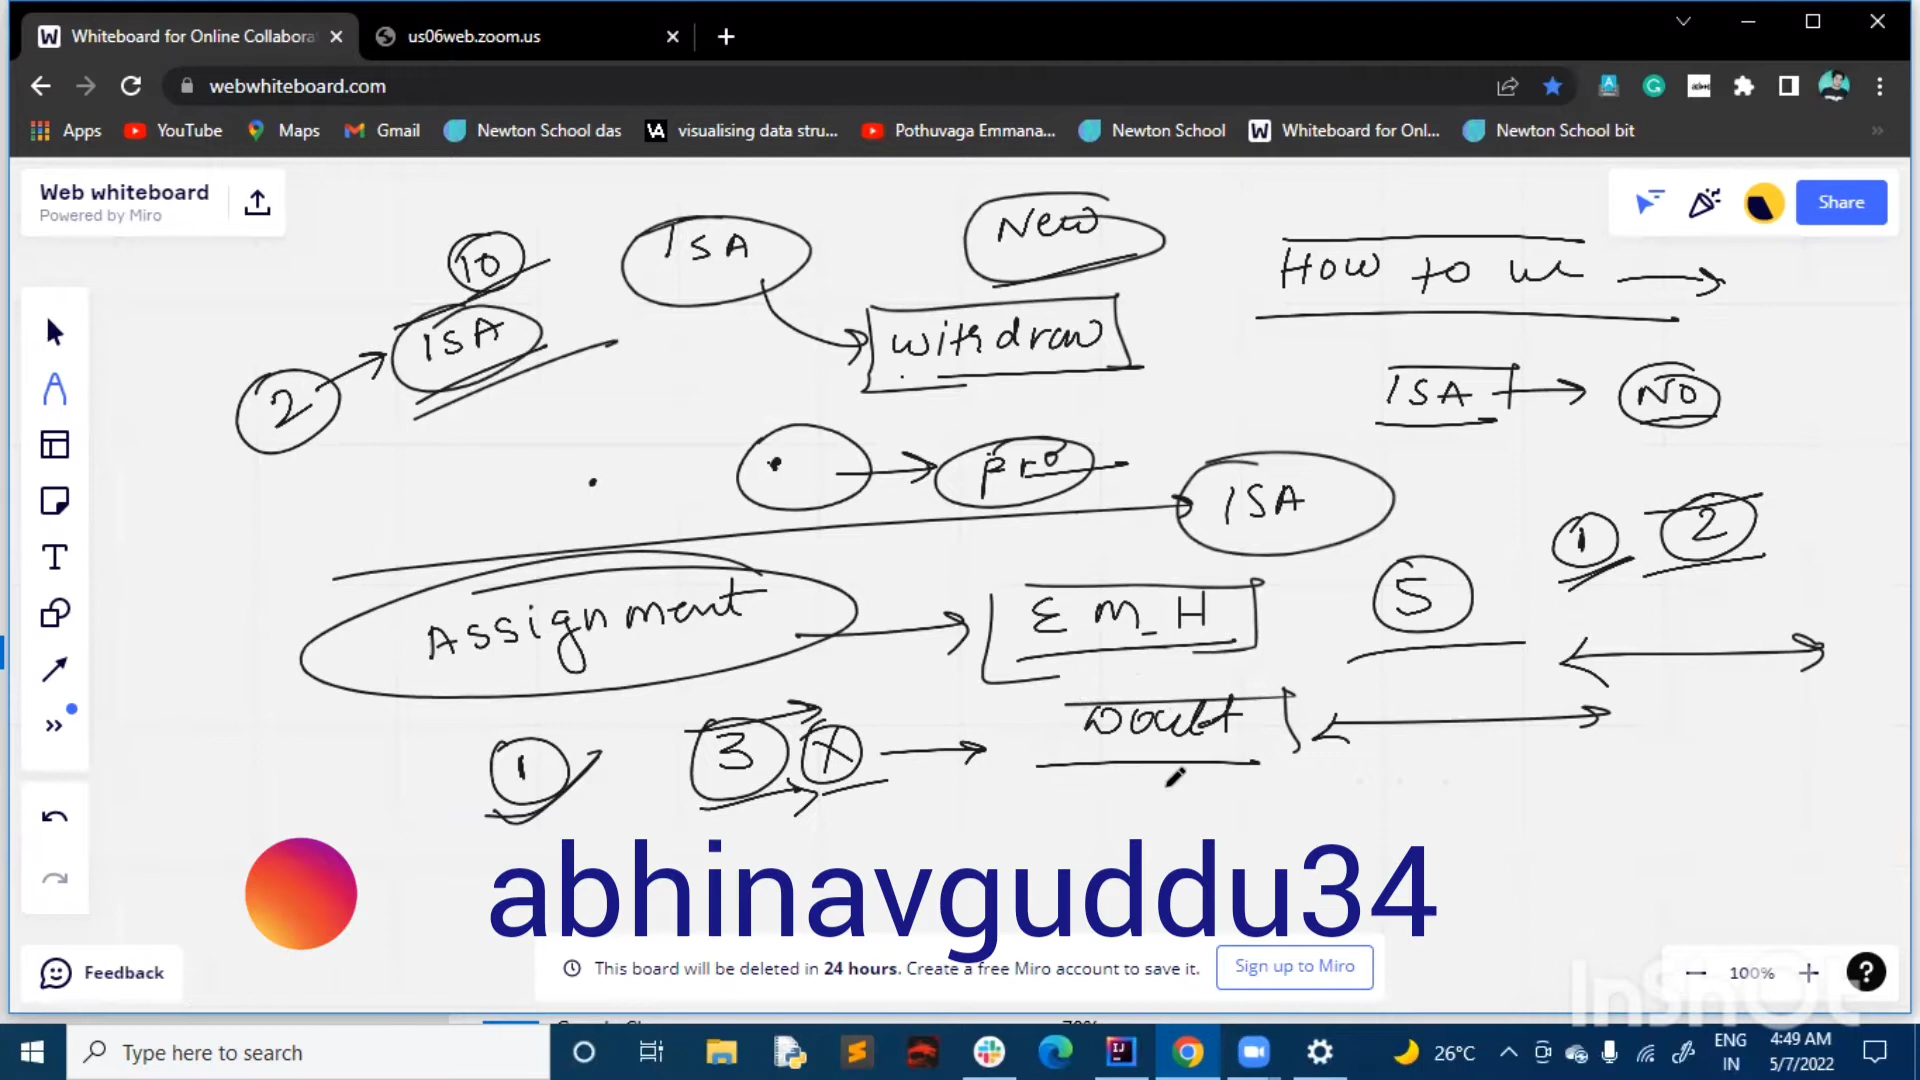 Whiteboard for Online Collabora
us06web.zoom.us
webwhiteboard.com
Apps YouTube Maps Gmail Newton School das visualising data stru... Pothuvaga Emmana... Newton School Whiteboard for Onl... Newton School bit
Web whiteboard
Powered by Miro
Share
10
ISA
New
How to
ISA
withdraw
2
ISA
NO
pro
ISA
1 2
Assignment
E M_H
5
Doubt
1
3 X
abhinavguddu34
Feedback
This board will be deleted in 24 hours. Create a free Miro account to save it.
Sign up to Miro
100%
InShOt
Type here to search
26°C
ENG
IN
4:49 AM
5/7/2022